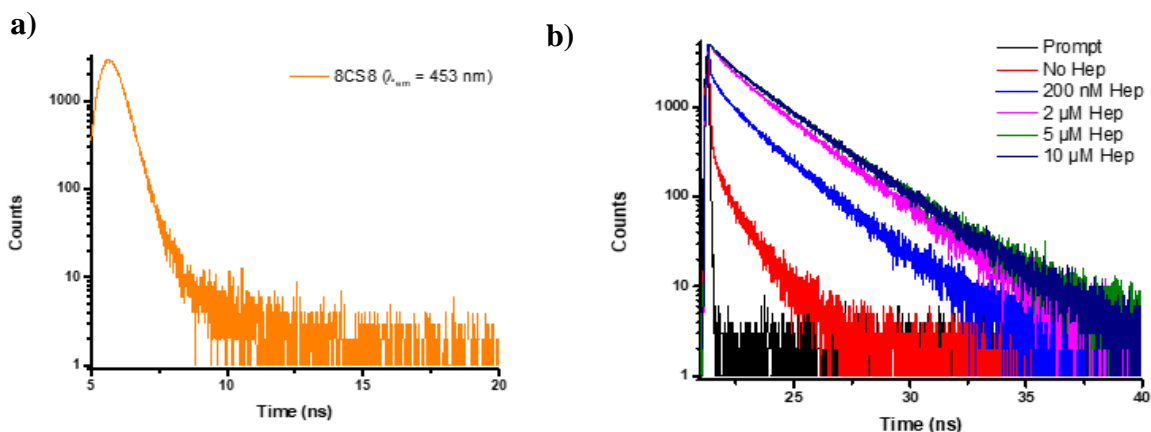 a)
8CS8 (λem = 453 nm)
1000
100
10
1
Counts
5 10 15 20
Time (ns)
b)
Prompt
No Hep
200 nM Hep
2 µM Hep
5 µM Hep
10 µM Hep
1000
100
10
1
Counts
25 30 35 40
Time (ns)